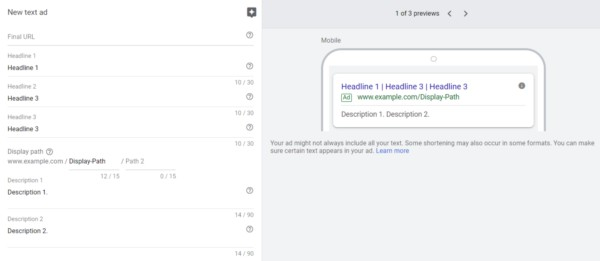 New text ad
Final URL
Headline 1
Headline 1
10 / 30
Headline 2
Headline 3
10 / 30
Headline 3
Headline 3
10 / 30
Display path
www.example.com / Display-Path / Path 2
12 / 15 0 / 15
Description 1
Description 1.
14 / 90
Description 2
Description 2.
14 / 90
1 of 3 previews
Mobile
Headline 1 | Headline 3 | Headline 3
Ad www.example.com/Display-Path
Description 1. Description 2.
Your ad might not always include all your text. Some shortening may also occur in some formats. You can make
sure certain text appears in your ad. Learn more